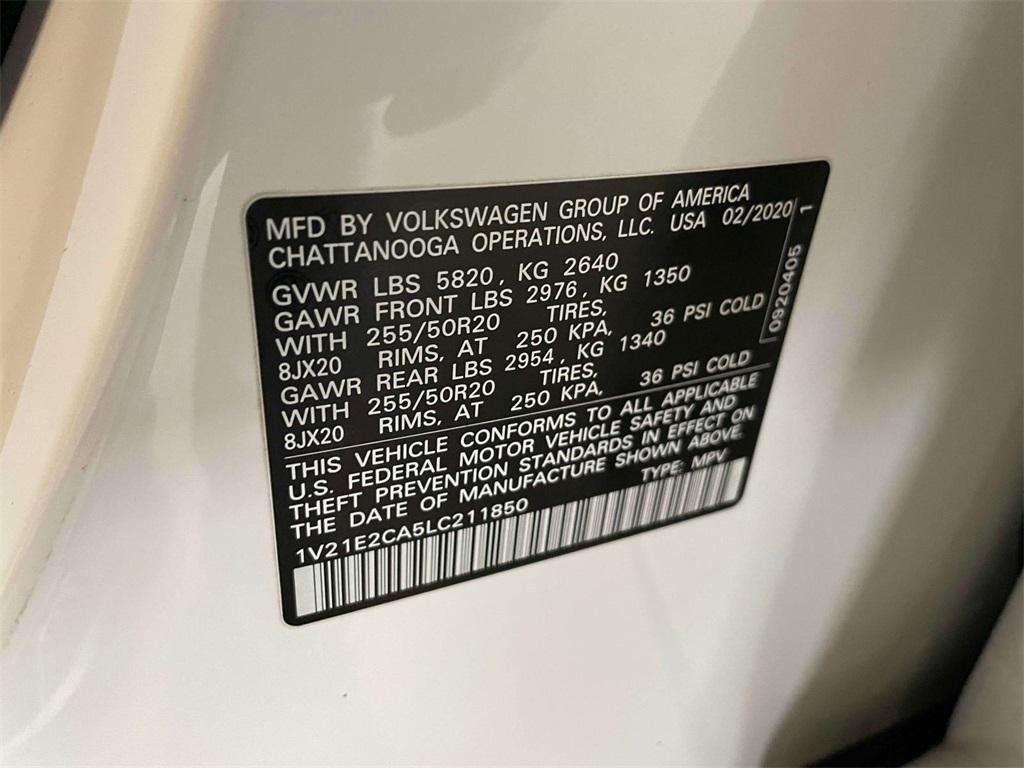 MFD BY VOLKSWAGEN GROUP OF AMERICA
CHATTANOOGA OPERATIONS, LLC. USA 02/2020
GVWR LBS 5820, KG 2640
GAWR FRONT LBS 2976, KG 1350
WITH 255/50R20 TIRES,
8JX20 RIMS, AT 250 KPA, 36 PSI COLD
GAWR REAR LBS 2954, KG 1340
WITH 255/50R20 TIRES,
8JX20 RIMS, AT 250 KPA, 36 PSI COLD
THIS VEHICLE CONFORMS TO ALL APPLICABLE
U.S. FEDERAL MOTOR VEHICLE SAFETY AND
THEFT PREVENTION STANDARDS IN EFFECT ON
THE DATE OF MANUFACTURE SHOWN ABOVE.
TYPE: MPV
1V21E2CA5LC211850
0920405 1